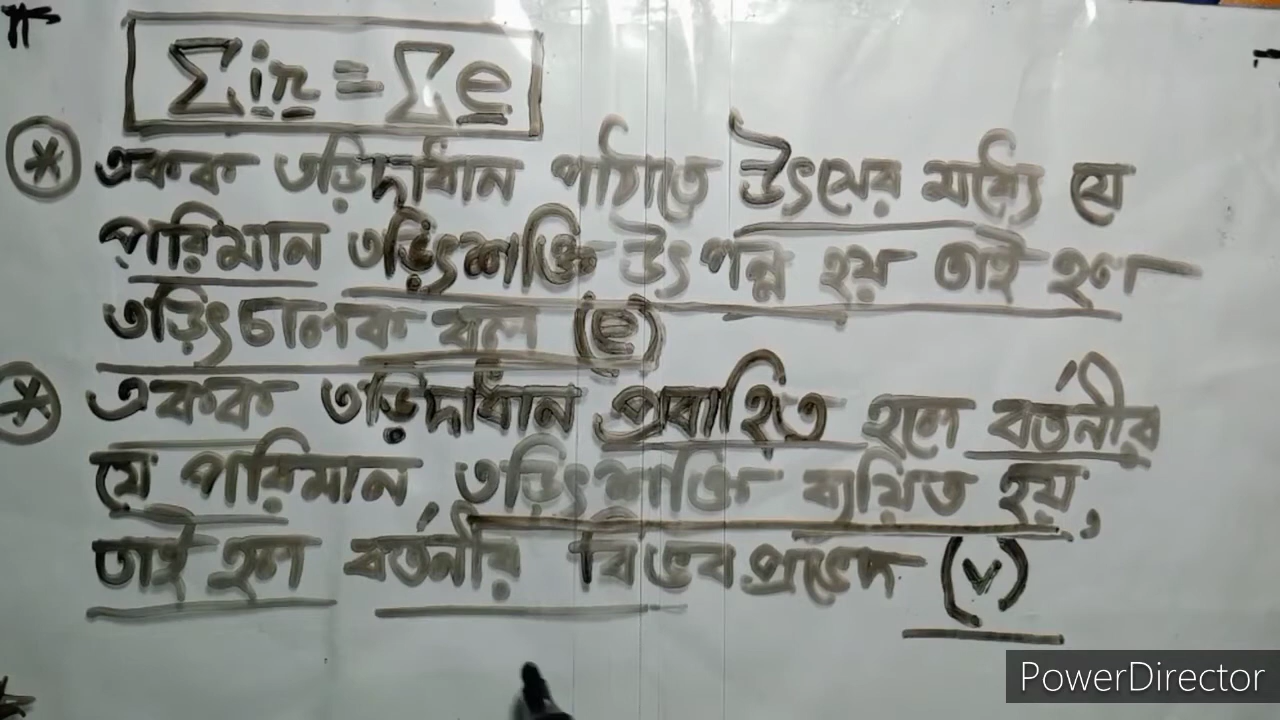 Σir = Σe
* একক তড়িদাধান পাঠাতে উৎসের মধ্যে যে
পরিমান তড়িৎশক্তি উৎপন্ন হয় তাই হল
তড়িৎচালক বল (e)
* একক তড়িদাধান প্রবাহিত হলে বর্তনীর
যে পরিমান তড়িৎশক্তি ব্যয়িত হয়,
তাই হল বর্তনীর বিভবপ্রভেদ (v)
PowerDirector